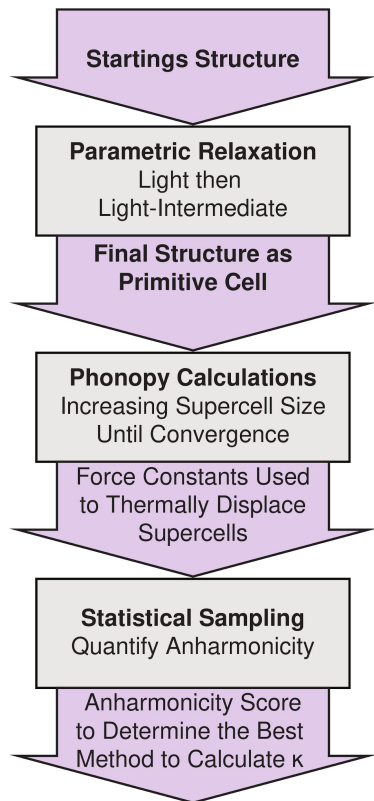 Startings Structure
Parametric Relaxation
Light then
Light-Intermediate
Final Structure as
Primitive Cell
Phonopy Calculations
Increasing Supercell Size
Until Convergence
Force Constants Used
to Thermally Displace
Supercells
Statistical Sampling
Quantify Anharmonicity
Anharmonicity Score
to Determine the Best
Method to Calculate κ